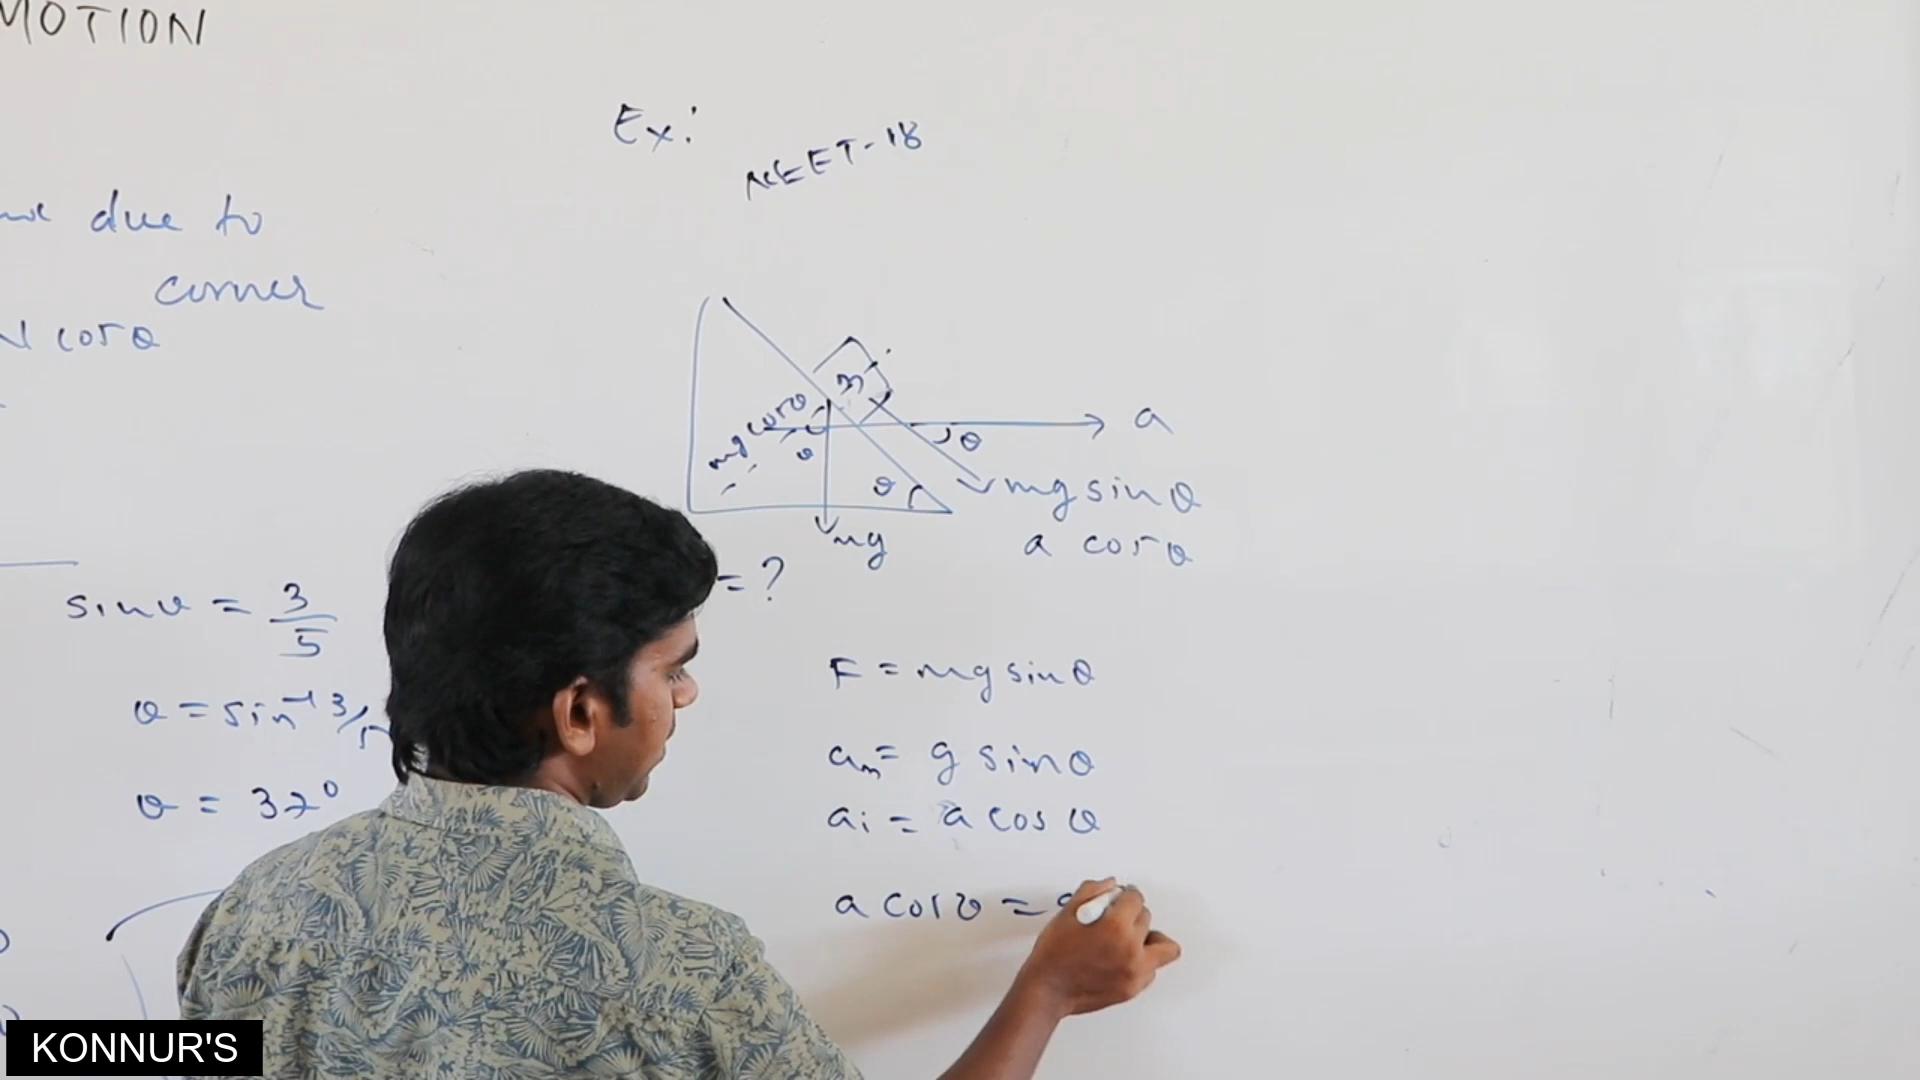 MOTION
due to
corner
cosθ
sinθ = 3/5
θ = sin⁻¹ 3/5
θ = 37⁰
Ex:
NEET-18
m
mg cosθ
θ
a
θ
θ
mg sinθ
a cosθ
mg
= ?
F = mg sinθ
aₘ = g sinθ
aᵢ = a cosθ
a cosθ =
KONNUR'S